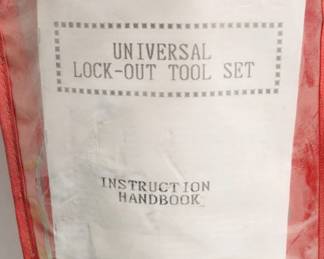 UNIVERSAL
LOCK-OUT TOOL SET
INSTRUCTION
HANDBOOK